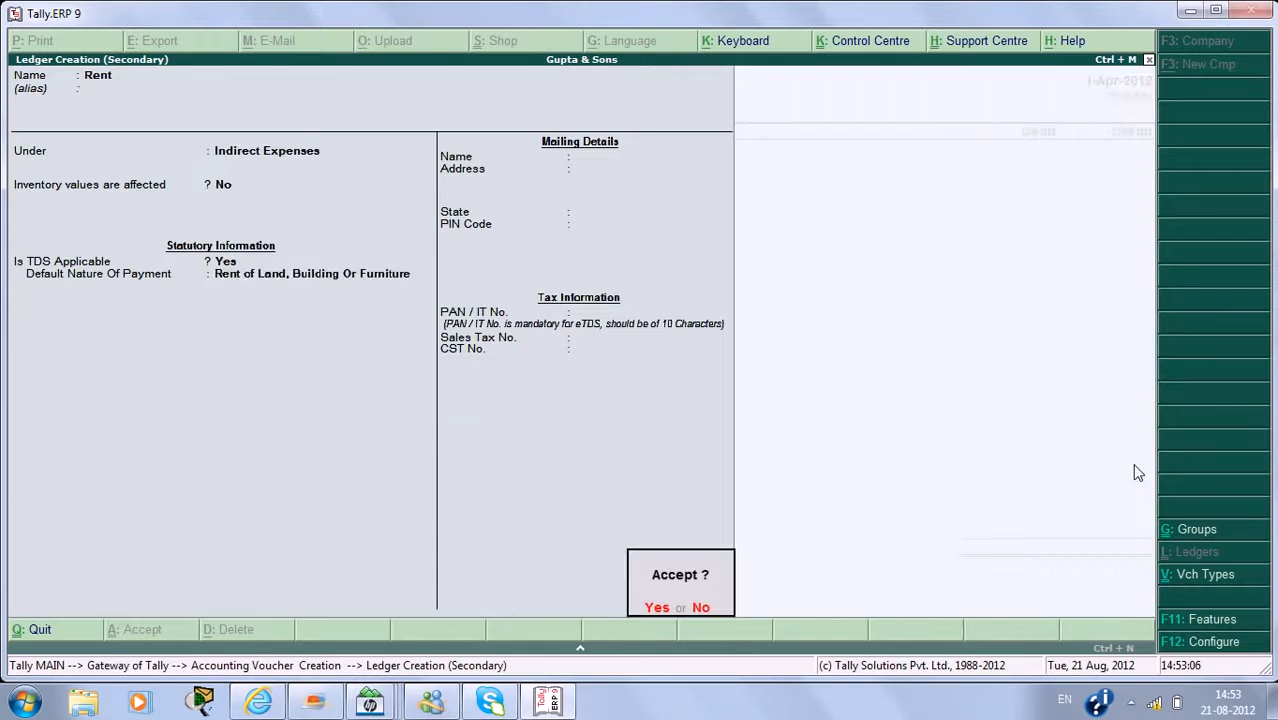 Tally.ERP 9
P: Print E: Export M: E-Mail O: Upload S: Shop G: Language K: Keyboard K: Control Centre H: Support Centre H: Help F3: Company
Ledger Creation (Secondary) Gupta & Sons Ctrl + M
F3: New Cmp
Name : Rent
(alias) :
1-Apr-2012
Under : Indirect Expenses
Inventory values are affected ? No
Statutory Information
Is TDS Applicable ? Yes
Default Nature Of Payment : Rent of Land, Building Or Furniture
Mailing Details
Name :
Address :
State :
PIN Code :
Tax Information
PAN / IT No. :
(PAN / IT No. is mandatory for eTDS, should be of 10 Characters)
Sales Tax No. :
CST No. :
Accept ?
Yes or No
G: Groups
L: Ledgers
V: Vch Types
F11: Features
F12: Configure
Q: Quit A: Accept D: Delete
Ctrl + N
Tally MAIN --> Gateway of Tally --> Accounting Voucher Creation --> Ledger Creation (Secondary) (c) Tally Solutions Pvt. Ltd., 1988-2012 Tue, 21 Aug, 2012 14:53:06
EN 14:53
21-08-2012